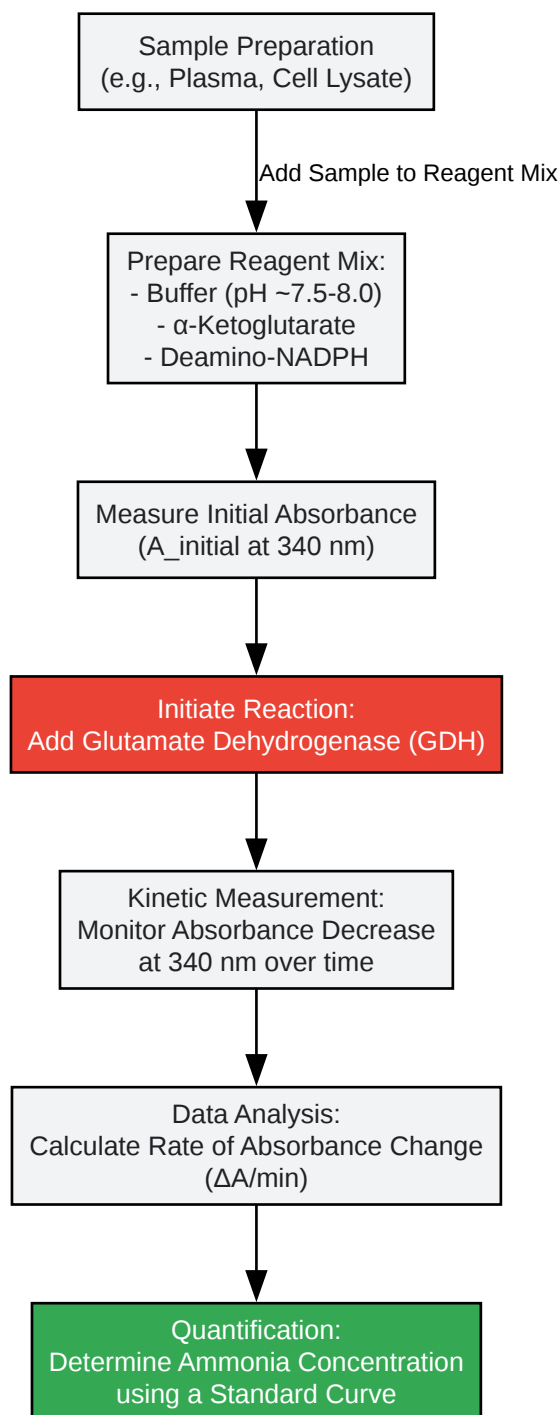 Sample Preparation
(e.g., Plasma, Cell Lysate)
Add Sample to Reagent Mix
Prepare Reagent Mix:
- Buffer (pH ~7.5-8.0)
- α-Ketoglutarate
- Deamino-NADPH
Measure Initial Absorbance
(A_initial at 340 nm)
Initiate Reaction:
Add Glutamate Dehydrogenase (GDH)
Kinetic Measurement:
Monitor Absorbance Decrease
at 340 nm over time
Data Analysis:
Calculate Rate of Absorbance Change
(ΔA/min)
Quantification:
Determine Ammonia Concentration
using a Standard Curve